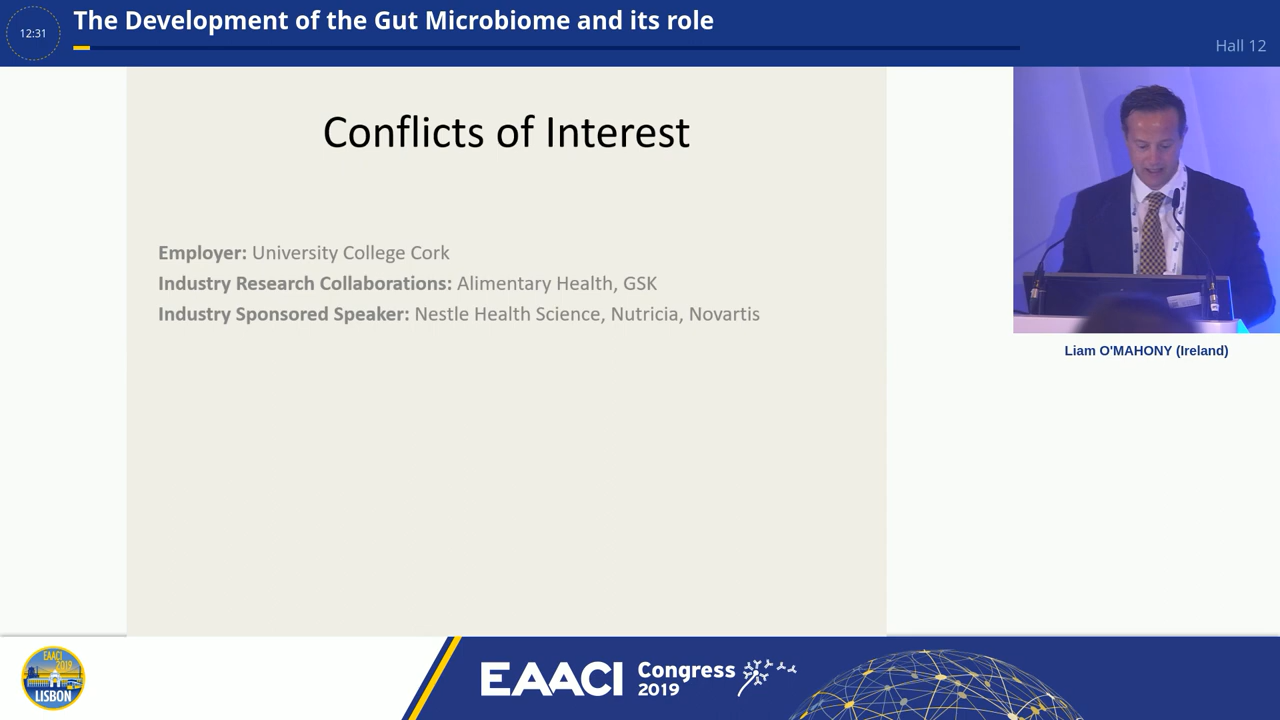 12:31
The Development of the Gut Microbiome and its role
Hall 12
Conflicts of Interest
Employer: University College Cork
Industry Research Collaborations: Alimentary Health, GSK
Industry Sponsored Speaker: Nestle Health Science, Nutricia, Novartis
Liam O'MAHONY (Ireland)
EAACI
2019
LISBON
EAACI Congress
2019